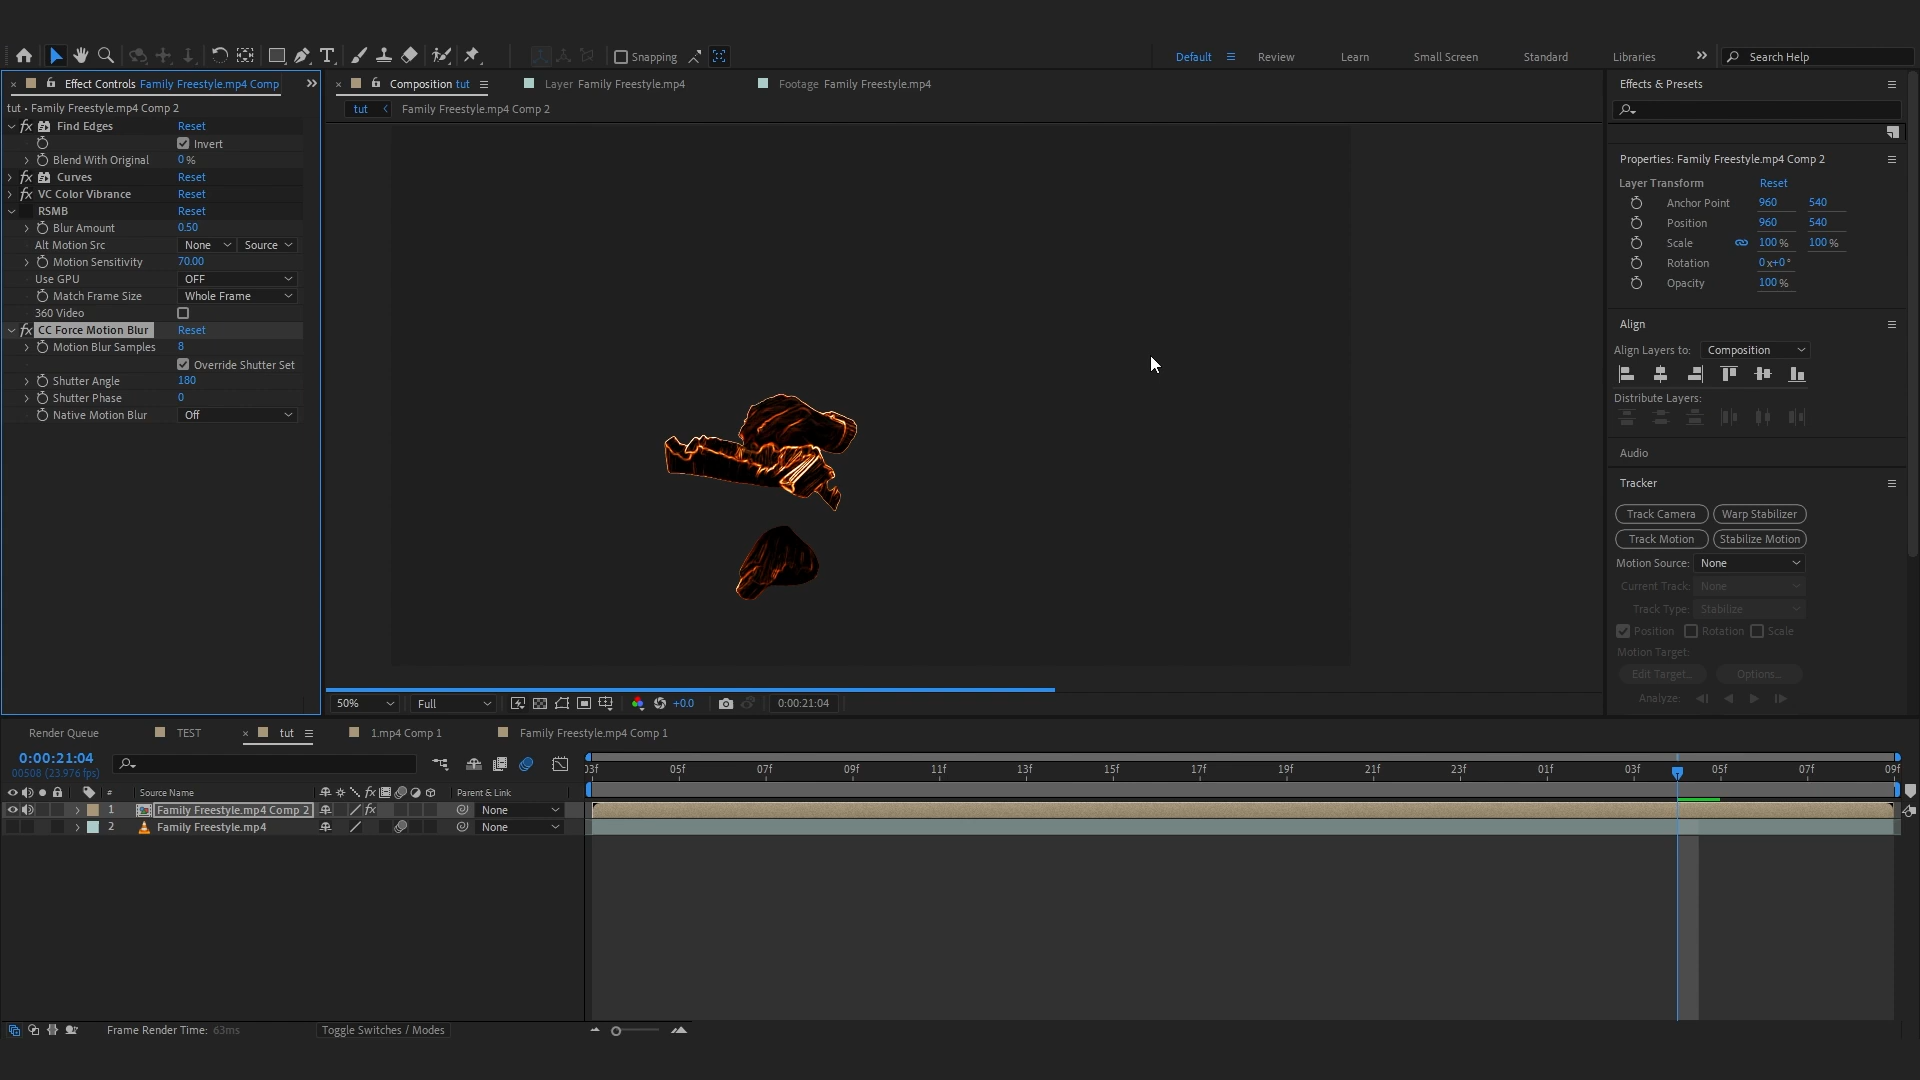 Snapping
Default
Review
Learn
Small Screen
Standard
Libraries
Search Help
Effect Controls Family Freestyle.mp4 Comp
Composition tut
Layer Family Freestyle.mp4
Footage Family Freestyle.mp4
Effects & Presets
tut • Family Freestyle.mp4 Comp 2
tut
Family Freestyle.mp4 Comp 2
fx Find Edges Reset
Invert
Blend With Original 0 %
fx Curves Reset
fx VC Color Vibrance Reset
RSMB Reset
Blur Amount 0.50
Alt Motion Src None Source
Motion Sensitivity 70.00
Use GPU OFF
Match Frame Size Whole Frame
360 Video
fx CC Force Motion Blur Reset
Motion Blur Samples 8
Override Shutter Set
Shutter Angle 180
Shutter Phase 0
Native Motion Blur Off
Properties: Family Freestyle.mp4 Comp 2
Layer Transform Reset
Anchor Point 960 540
Position 960 540
Scale 100 % 100 %
Rotation 0 x+0 °
Opacity 100 %
Align
Align Layers to: Composition
Distribute Layers:
Audio
Tracker
Track Camera Warp Stabilizer
Track Motion Stabilize Motion
Motion Source: None
Current Track: None
Track Type: Stabilize
Position Rotation Scale
Motion Target:
Edit Target... Options...
Analyze:
50% Full +0.0 0:00:21:04
Render Queue TEST tut 1.mp4 Comp 1 Family Freestyle.mp4 Comp 1
0:00:21:04
00508 (23.976 fps)
03f 05f 07f 09f 11f 13f 15f 17f 19f 21f 23f 01f 03f 05f 07f 09f
# Source Name fx Parent & Link
1 Family Freestyle.mp4 Comp 2 fx None
2 Family Freestyle.mp4 None
Frame Render Time: 63ms
Toggle Switches / Modes